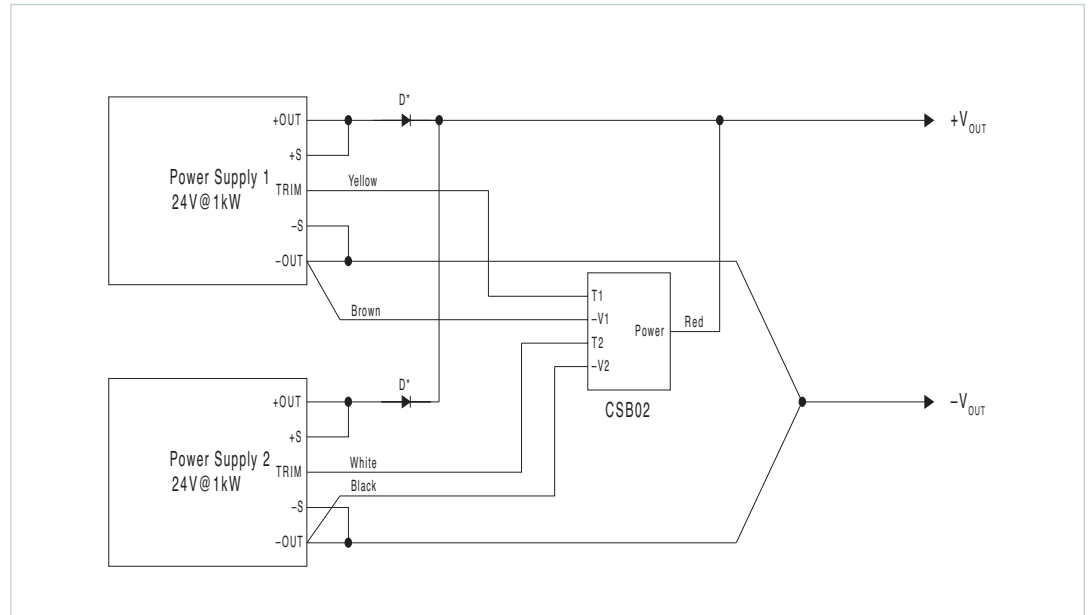 D*
+OUT
+V_OUT
+S
Power Supply 1
24V@1kW
TRIM
Yellow
–S
–OUT
T1
Brown
–V1
Power
Red
T2
–V2
D*
+OUT
CSB02
–V_OUT
+S
Power Supply 2
24V@1kW
TRIM
White
Black
–S
–OUT